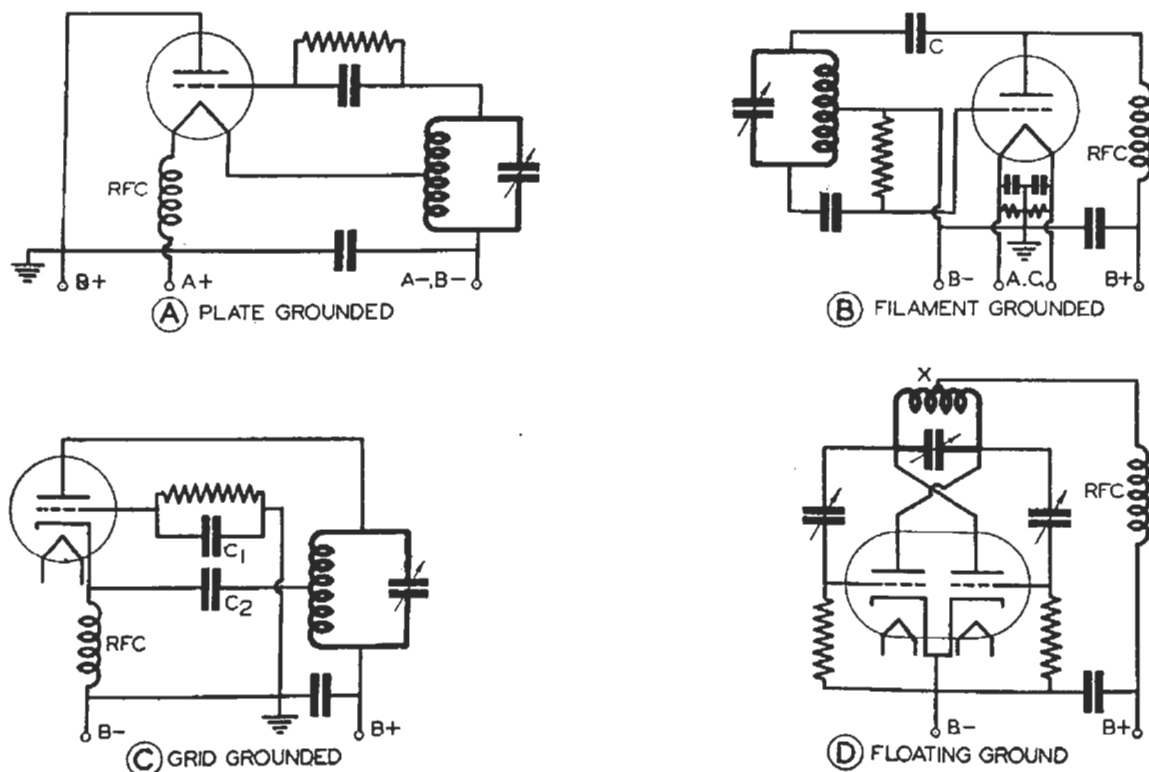 RFC
B+ A+ A-,B-
A PLATE GROUNDED
C
RFC
B- A.C. B+
B FILAMENT GROUNDED
C1
C2
RFC
B- B+
C GRID GROUNDED
X
RFC
B- B+
D FLOATING GROUND